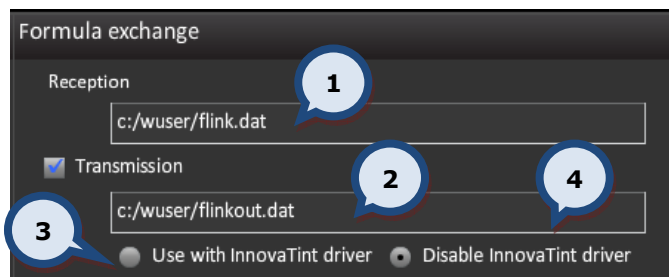 Formula exchange
Reception
1
c:/wuser/flink.dat
Transmission
2
4
c:/wuser/flinkout.dat
3
Use with InnovaTint driver Disable InnovaTint driver